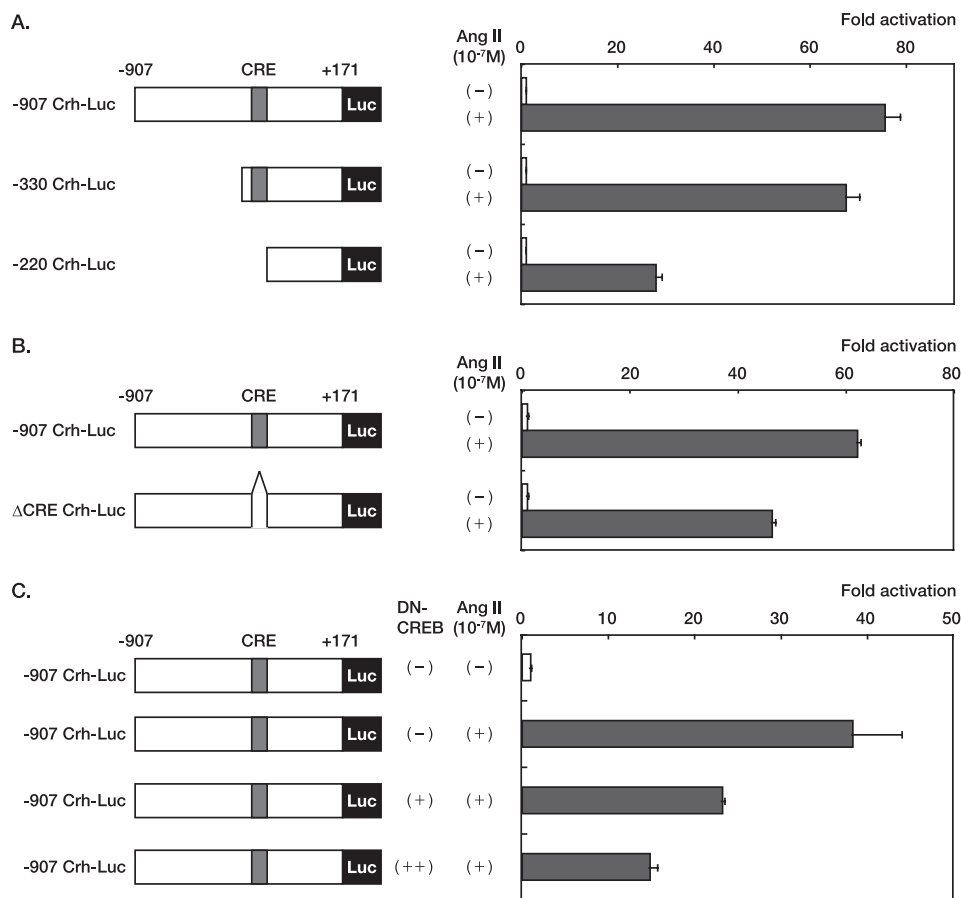 A.
Fold activation
Ang II
(10⁻⁷M)
0 20 40 60 80
-907 CRE +171
-907 Crh-Luc Luc (−)
(+)
-330 Crh-Luc Luc (−)
(+)
-220 Crh-Luc Luc (−)
(+)
B.
Fold activation
Ang II
(10⁻⁷M)
0 20 40 60 80
-907 CRE +171
-907 Crh-Luc Luc (−)
(+)
ΔCRE Crh-Luc Luc (−)
(+)
C.
Fold activation
DN-
CREB
Ang II
(10⁻⁷M)
0 10 20 30 40 50
-907 CRE +171
-907 Crh-Luc Luc (−) (−)
-907 Crh-Luc Luc (−) (+)
-907 Crh-Luc Luc (+) (+)
-907 Crh-Luc Luc (++) (+)